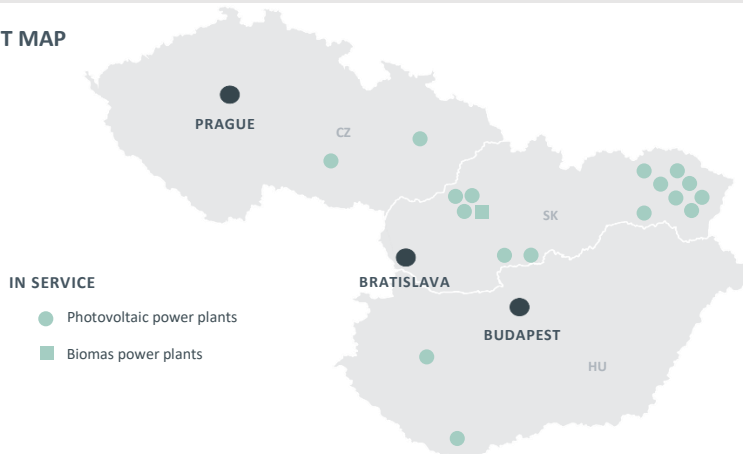 T MAP
PRAGUE
CZ
SK
IN SERVICE
BRATISLAVA
Photovoltaic power plants
BUDAPEST
Biomas power plants
HU